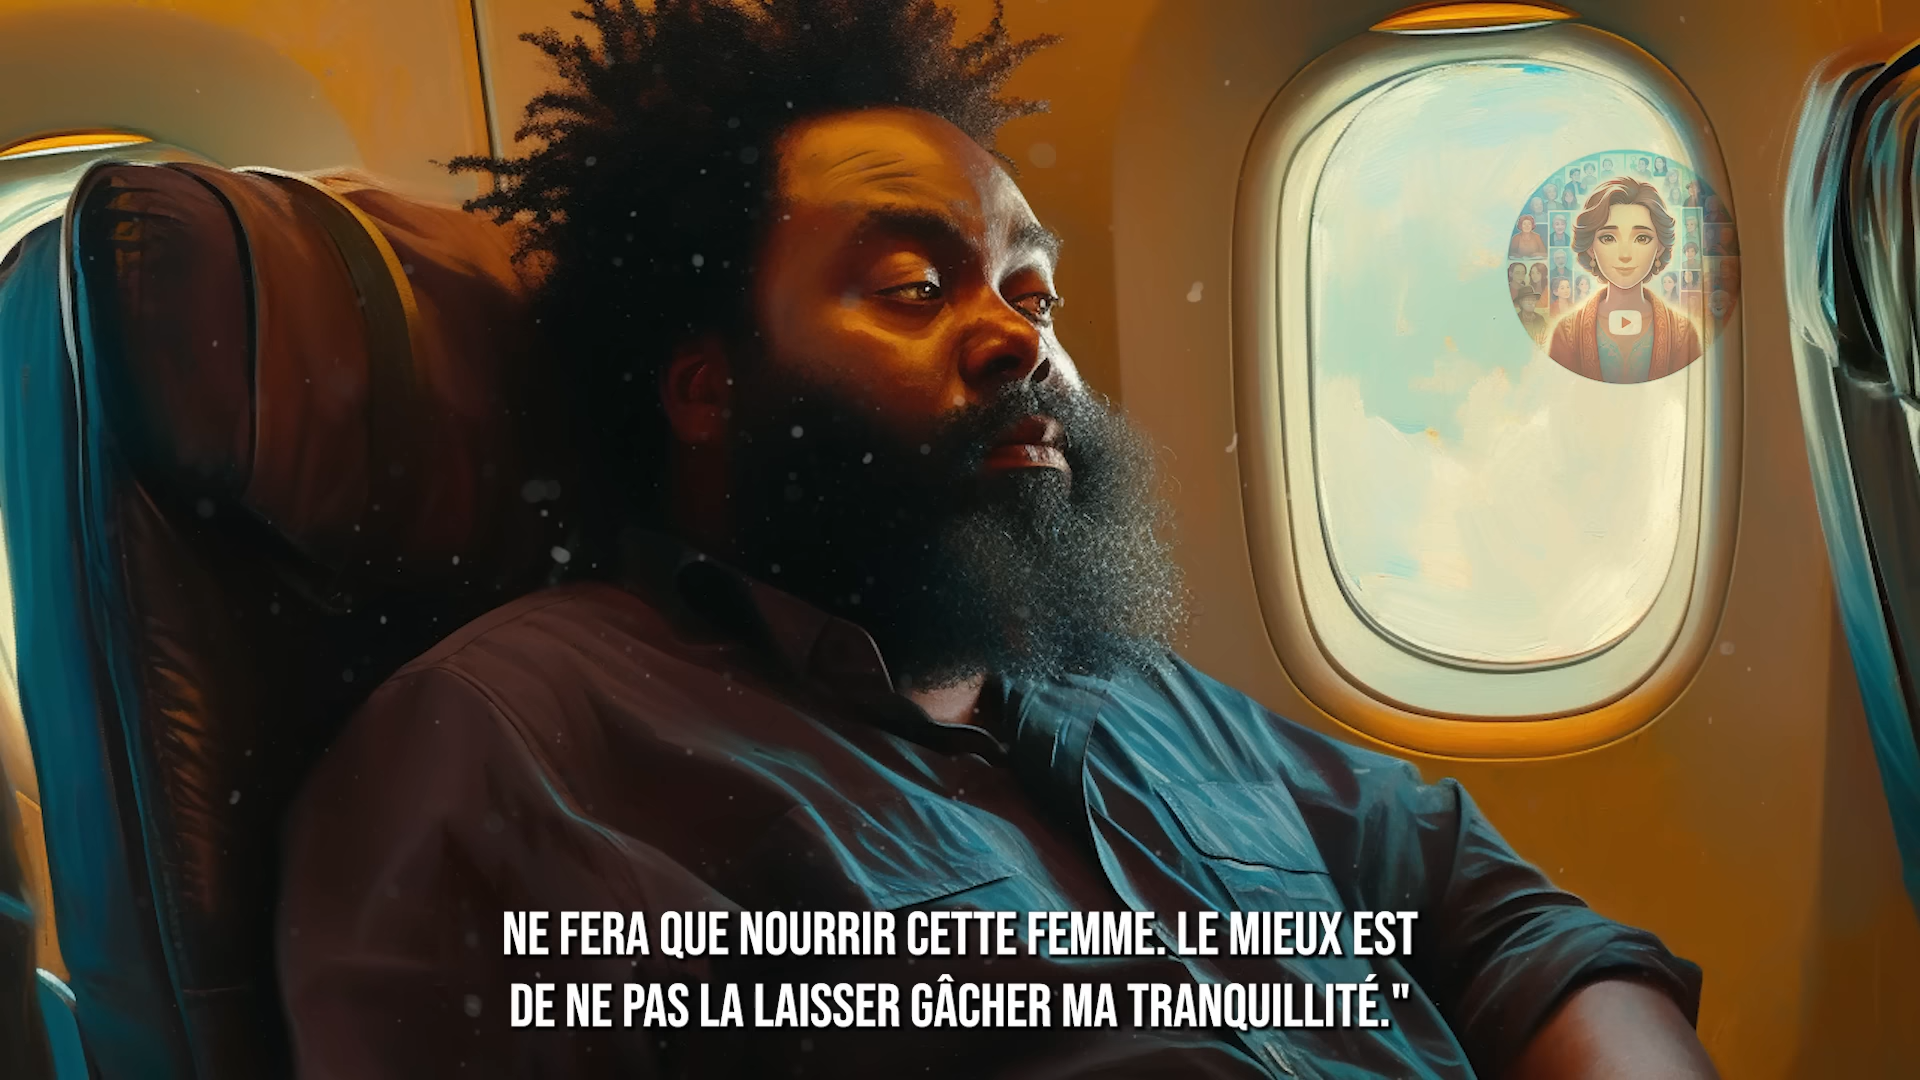 NE FERA QUE NOURRIR CETTE FEMME. LE MIEUX EST
DE NE PAS LA LAISSER GÂCHER MA TRANQUILLITÉ."